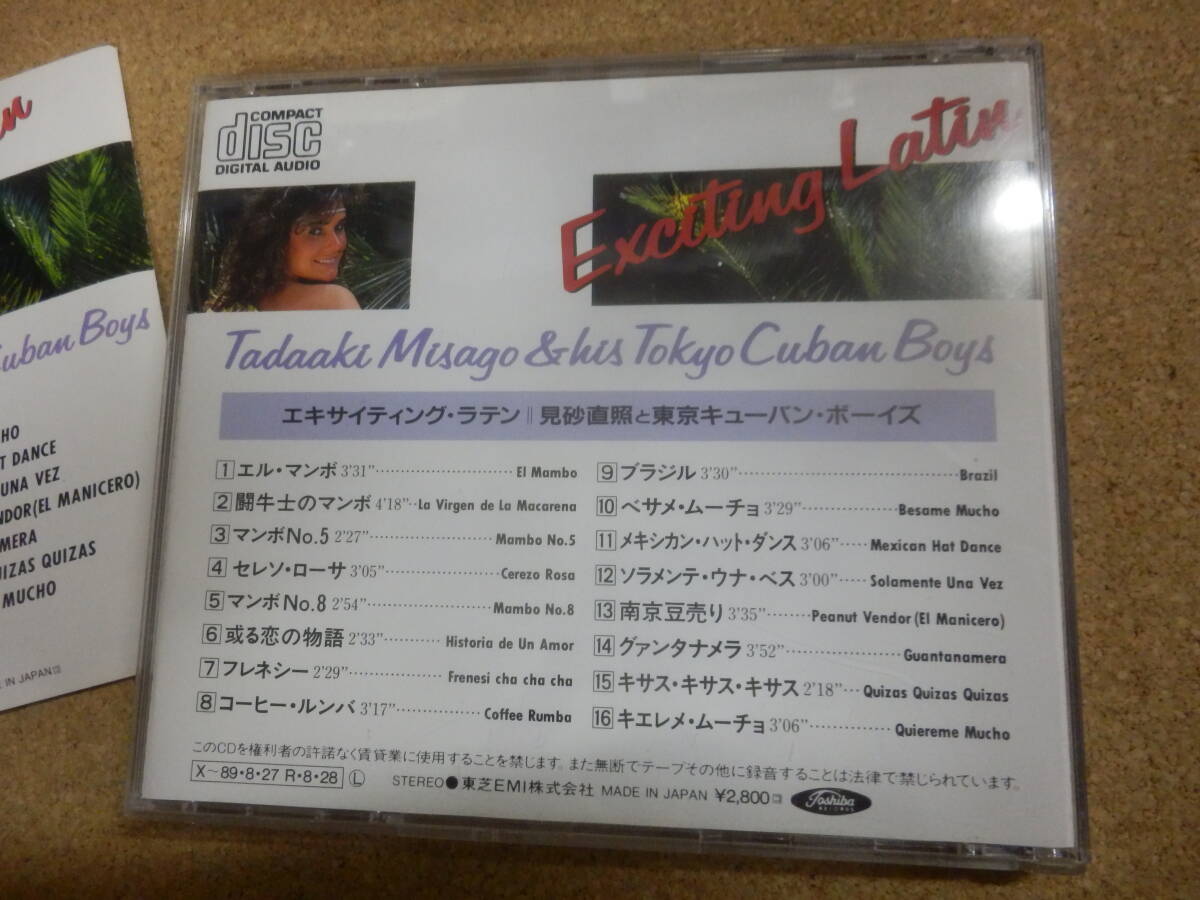 an
Cuban Boys
HO
T DANCE
UNA VEZ
NDOR(EL MANICERO)
MERA
UIZAS QUIZAS
MUCHO
IN JAPAN
COMPACT
disc
DIGITAL AUDIO
Exciting Latin
Tadaaki Misago & his Tokyo Cuban Boys
エキサイティング・ラテン‖見砂直照と東京キューバン・ボーイズ
1 エル・マンボ 3'31"……………………El Mambo
2 闘牛士のマンボ 4'18"…La Virgen de La Macarena
3 マンボNo.5 2'27"……………Mambo No.5
4 セレソ・ローサ 3'05"……………Cerezo Rosa
5 マンボNo.8 2'54"……………Mambo No.8
6 或る恋の物語 2'33"…………Historia de Un Amor
7 フレネシー 2'29"……………Frenesi cha cha cha
8 コーヒー・ルンバ 3'17"……………Coffee Rumba
9 ブラジル 3'30"……………………Brazil
10 ベサメ・ムーチョ 3'29"……………Besame Mucho
11 メキシカン・ハット・ダンス 3'06"……Mexican Hat Dance
12 ソラメンテ・ウナ・ベス 3'00"……Solamente Una Vez
13 南京豆売り 3'35"………Peanut Vendor(El Manicero)
14 グァンタナメラ 3'52"……………Guantanamera
15 キサス・キサス・キサス 2'18"…Quizas Quizas Quizas
16 キエレメ・ムーチョ 3'06"…………Quiereme Mucho
このCDを権利者の許諾なく賃貸業に使用することを禁じます。また無断でテープその他に録音することは法律で禁じられています。
X〜89・8・27 R・8・28 Ⓛ STEREO●東芝EMI株式会社 MADE IN JAPAN ¥2,800 Toshiba RECORDS